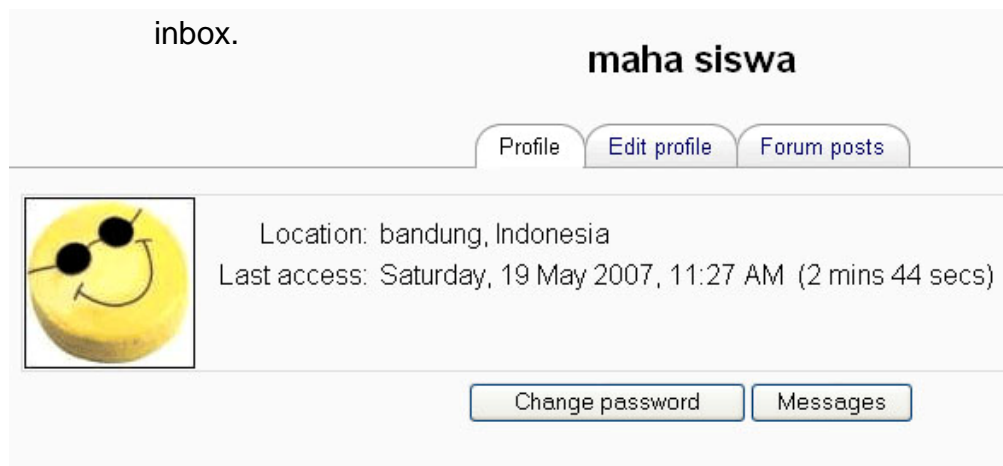 inbox.
maha siswa
Profile Edit profile Forum posts
Location: bandung, Indonesia
Last access: Saturday, 19 May 2007, 11:27 AM (2 mins 44 secs)
Change password Messages